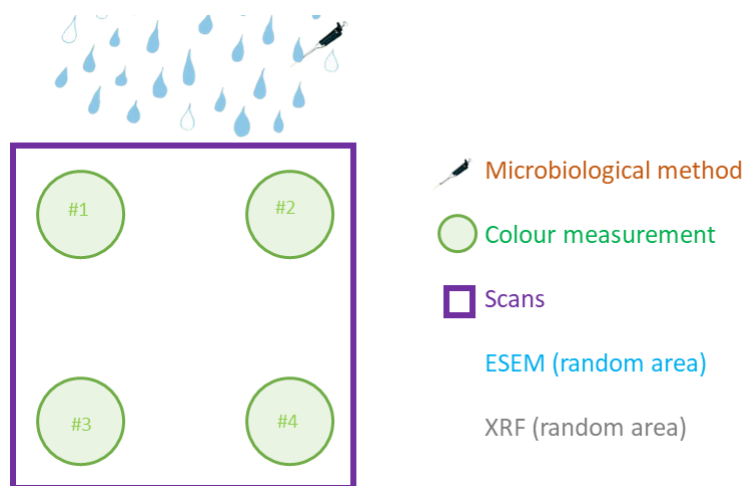 #1
#2
#3
#4
Microbiological method
Colour measurement
Scans
ESEM (random area)
XRF (random area)